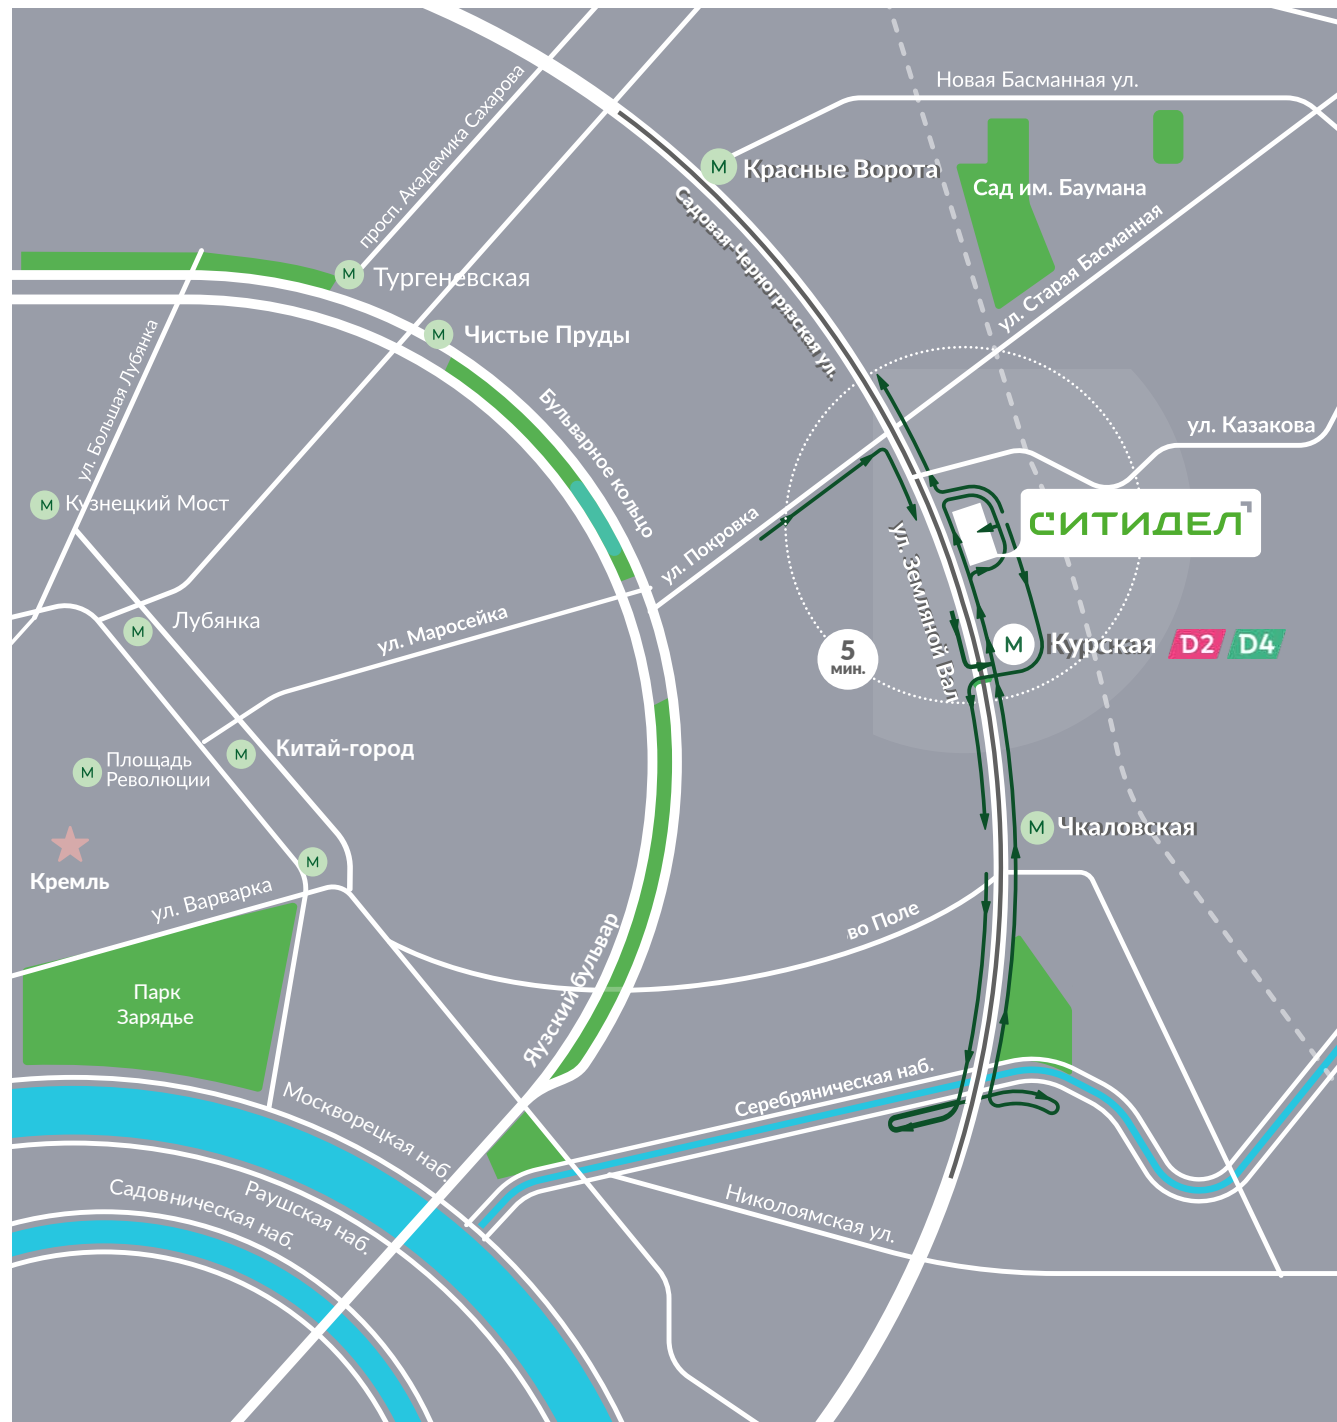 Новая Басманная ул.
просп. Академика Сахарова
М
Красные Ворота
Сад им. Баумана
Садовая-Черногрязская ул.
ул. Старая Басманная
М
Тургеневская
М
Чистые Пруды
ул. Большая Лубянка
Бульварное кольцо
ул. Казакова
М
Кузнецкий Мост
СИТИДЕЛ
ул. Покровка
ул. Земляной Вал
М
Лубянка
ул. Маросейка
5
мин.
М
Курская
D2
D4
М
Китай-город
М
Площадь
Революции
М
Чкаловская
Кремль
М
ул. Варварка
во Поле
Яузский бульвар
Парк
Зарядье
Москворецкая наб.
Серебряническая наб.
Садовническая наб.
Раушская наб.
Николоямская ул.